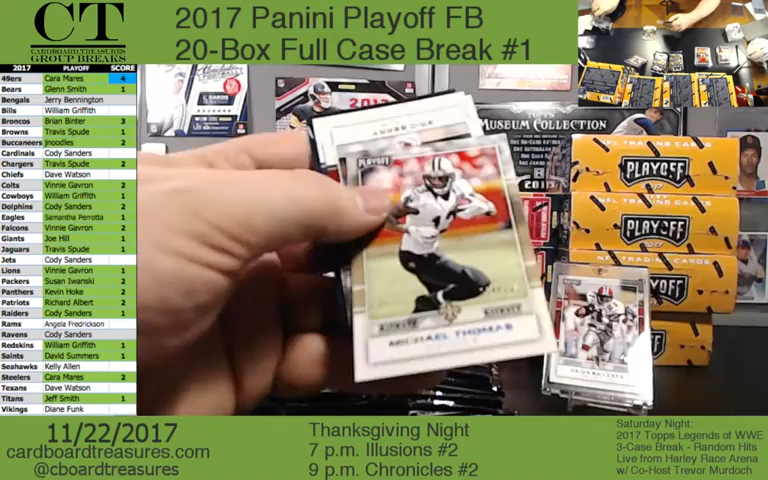 CT
CARDBOARD TREASURES
GROUP BREAKS
2017 Panini Playoff FB
20-Box Full Case Break #1
2017 PLAYOFF SCORE
49ers Cara Mares 4
Bears Glenn Smith 1
Bengals Jerry Bennington
Bills William Griffith
Broncos Brian Binter 3
Browns Travis Spude 1
Buccaneers Jnoodles 2
Cardinals Cody Sanders
Chargers Travis Spude 2
Chiefs Dave Watson
Colts Vinnie Gavron 2
Cowboys William Griffith 1
Dolphins Cody Sanders 2
Eagles Samantha Perrotta 1
Falcons Vinnie Gavron 2
Giants Joe Hill 1
Jaguars Travis Spude 1
Jets Cody Sanders
Lions Vinnie Gavron 1
Packers Susan Iwanski 2
Panthers Kevin Hoke 2
Patriots Richard Albert 2
Raiders Cody Sanders 1
Rams Angela Fredrickson
Ravens Cody Sanders
Redskins William Griffith 1
Saints David Summers 1
Seahawks Kelly Allen
Steelers Cara Mares 2
Texans Dave Watson
Titans Jeff Smith 1
Vikings Diane Funk
MUSEUM COLLECTION
PLAYOFF
PLAYOFF
PLAYOFF
PLAYOFF
KICKOFF
MICHAEL THOMAS
11/22/2017
cardboardtreasures.com
@cboardtreasures
Thanksgiving Night
7 p.m. Illusions #2
9 p.m. Chronicles #2
Saturday Night:
2017 Topps Legends of WWE
3-Case Break - Random Hits
Live from Harley Race Arena
w/ Co-Host Trevor Murdoch